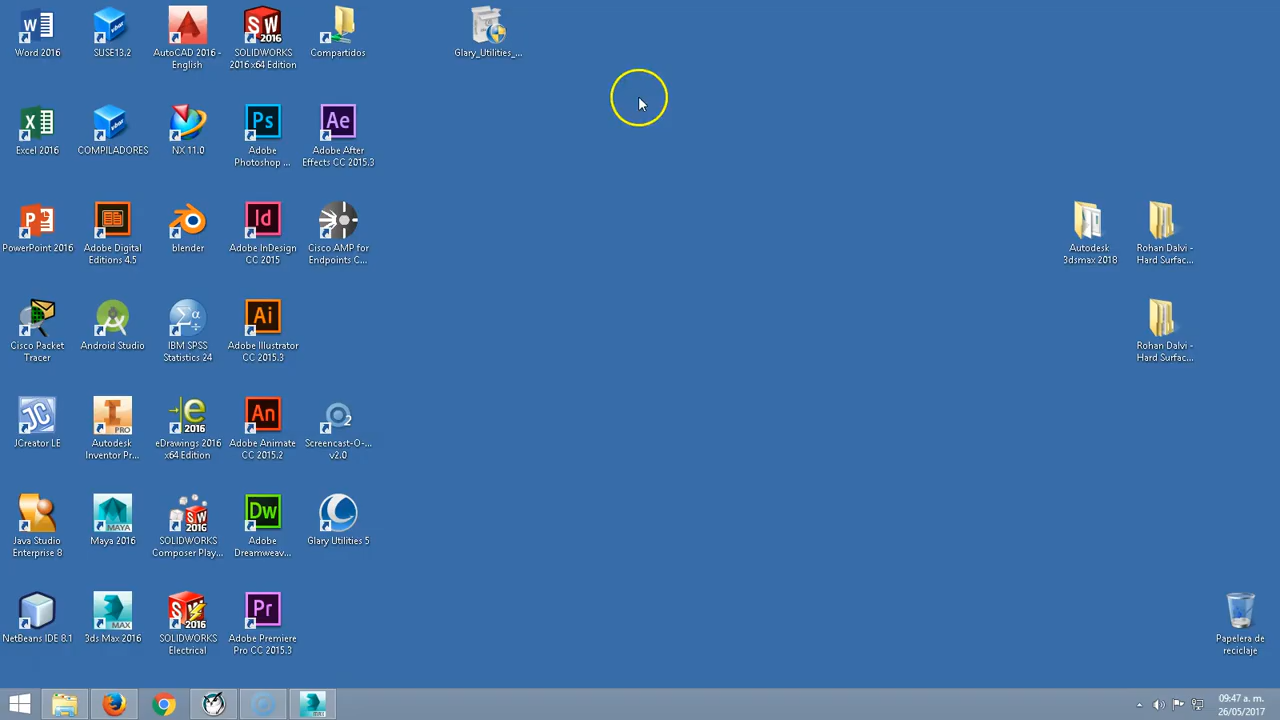 Word 2016
SUSE13.2
AutoCAD 2016 -
English
SOLIDWORKS
2016 x64 Edition
Compartidos
Glary_Utilities_...
Excel 2016
COMPILADORES
NX 11.0
Adobe
Photoshop ...
Adobe After
Effects CC 2015.3
PowerPoint 2016
Adobe Digital
Editions 4.5
blender
Adobe InDesign
CC 2015
Cisco AMP for
Endpoints C...
Autodesk
3dsmax 2018
Rohan Dalvi -
Hard Surfac...
Cisco Packet
Tracer
Android Studio
IBM SPSS
Statistics 24
Adobe Illustrator
CC 2015.3
Rohan Dalvi -
Hard Surfac...
JCreator LE
Autodesk
Inventor Pr...
eDrawings 2016
x64 Edition
Adobe Animate
CC 2015.2
Screencast-O-...
v2.0
Java Studio
Enterprise 8
Maya 2016
SOLIDWORKS
Composer Play...
Adobe
Dreamweav...
Glary Utilities 5
NetBeans IDE 8.1
3ds Max 2016
SOLIDWORKS
Electrical
Adobe Premiere
Pro CC 2015.3
Papelera de
reciclaje
09:47 a. m.
26/05/2017